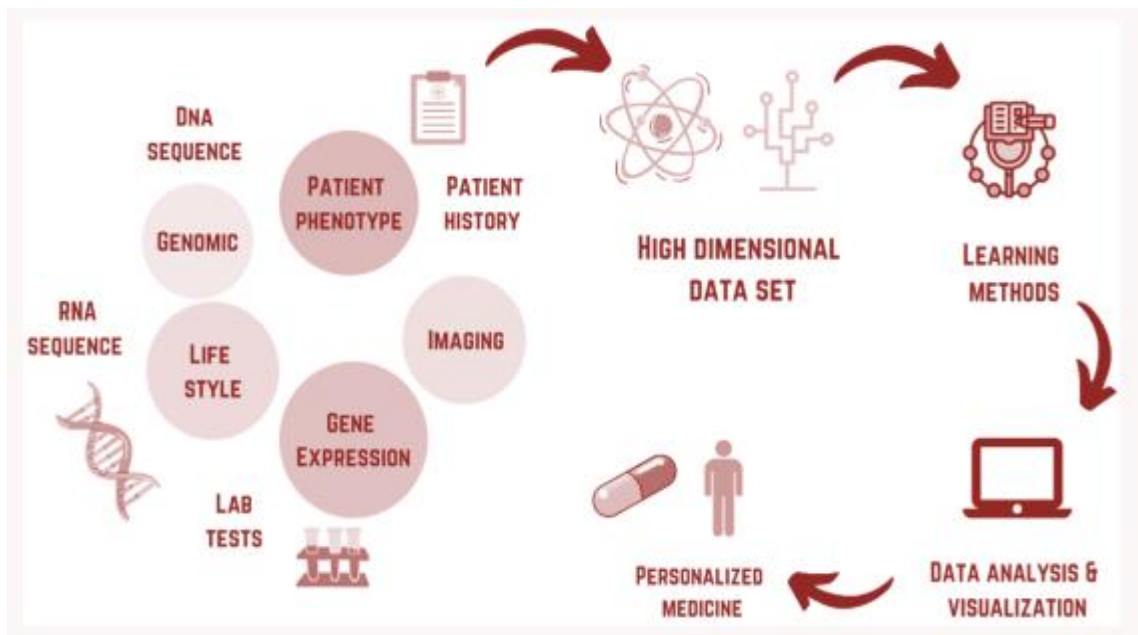 DNA
SEQUENCE
PATIENT
PHENOTYPE
PATIENT
HISTORY
GENOMIC
RNA
SEQUENCE
LIFE
STYLE
IMAGING
GENE
EXPRESSION
LAB
TESTS
HIGH DIMENSIONAL
DATA SET
LEARNING
METHODS
DATA ANALYSIS &
VISUALIZATION
PERSONALIZED
MEDICINE